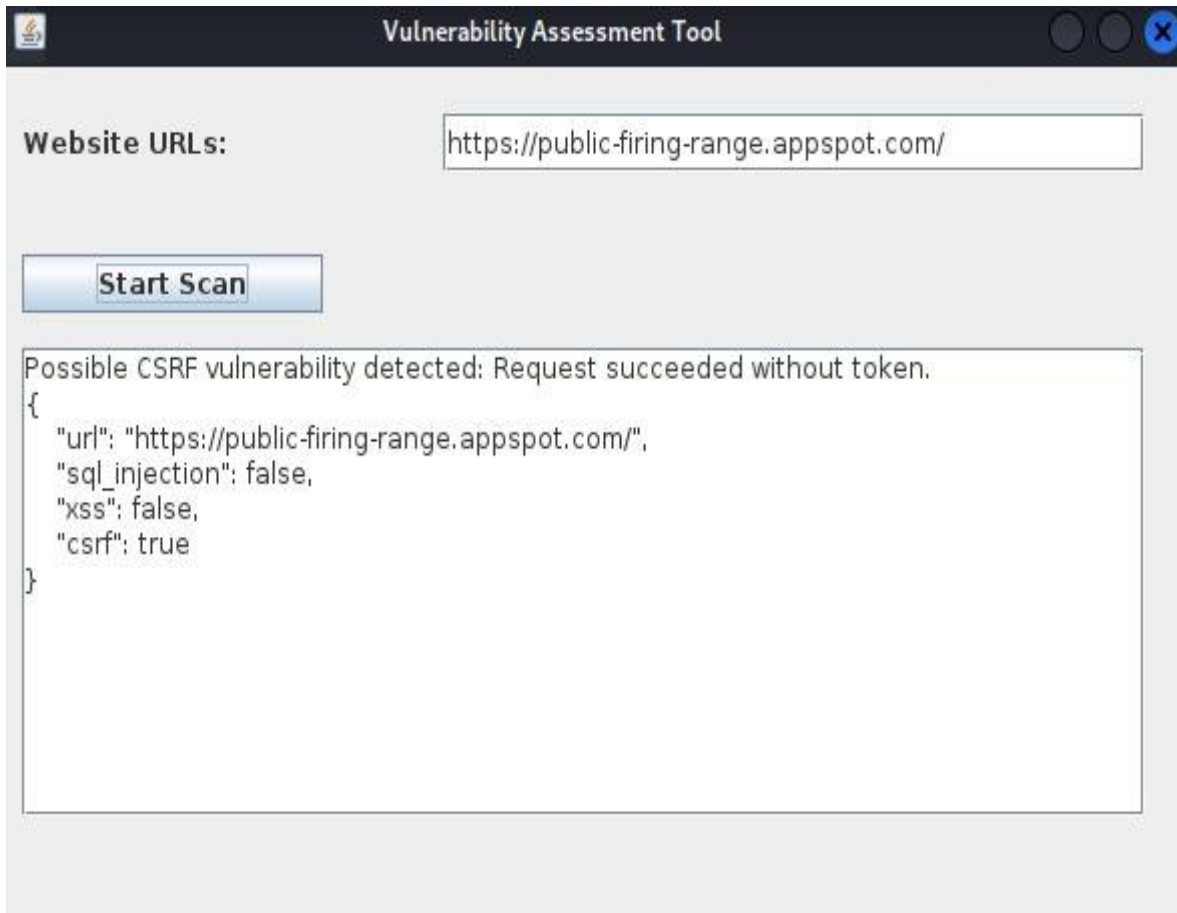 Vulnerability Assessment Tool
Website URLs: https://public-firing-range.appspot.com/
Start Scan
Possible CSRF vulnerability detected: Request succeeded without token.
{
"url": "https://public-firing-range.appspot.com/",
"sql_injection": false,
"xss": false,
"csrf": true
}